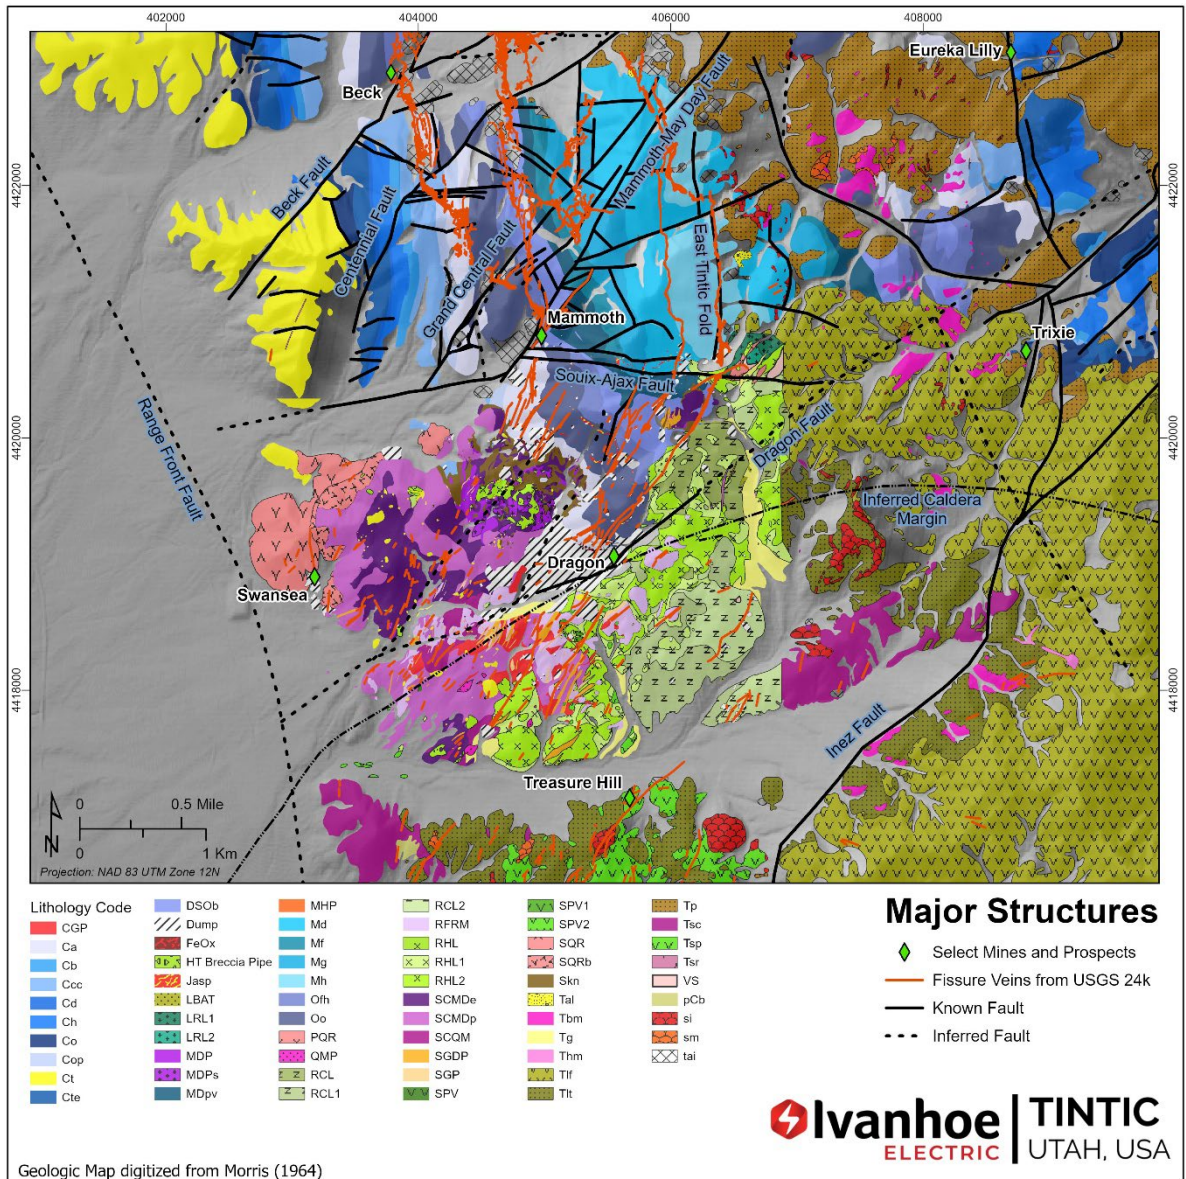 402000
404000
406000
408000
Eureka Lilly
Beck
Mammoth-May Day Fault
4422000
4422000
Beck Fault
Centennial Fault
Grand Central Fault
East Tintic Fold
Mammoth
Trixie
Souix-Ajax Fault
Range Front Fault
Dragon Fault
4420000
4420000
Inferred Caldera
Margin
Dragon
Swansea
4418000
4418000
Inez Fault
Treasure Hill
N
0 0.5 Mile
0 1 Km
Projection: NAD 83 UTM Zone 12N
Lithology Code
CGP
Ca
Cb
Ccc
Cd
Ch
Co
Cop
Ct
Cte
DSOb
Dump
FeOx
HT Breccia Pipe
Jasp
LBAT
LRL1
LRL2
MDP
MDPs
MDpv
MHP
Md
Mf
Mg
Mh
Ofh
Oo
PQR
QMP
RCL
RCL1
RCL2
RFRM
RHL
RHL1
RHL2
SCMDe
SCMDp
SCQM
SGDP
SGP
SPV
SPV1
SPV2
SQR
SQRb
Skn
Tal
Tbm
Tg
Thm
Tlf
Tlt
Tp
Tsc
Tsp
Tsr
VS
pCb
si
sm
tai
Major Structures
Select Mines and Prospects
Fissure Veins from USGS 24k
Known Fault
Inferred Fault
Ivanhoe
ELECTRIC
TINTIC
UTAH, USA
Geologic Map digitized from Morris (1964)